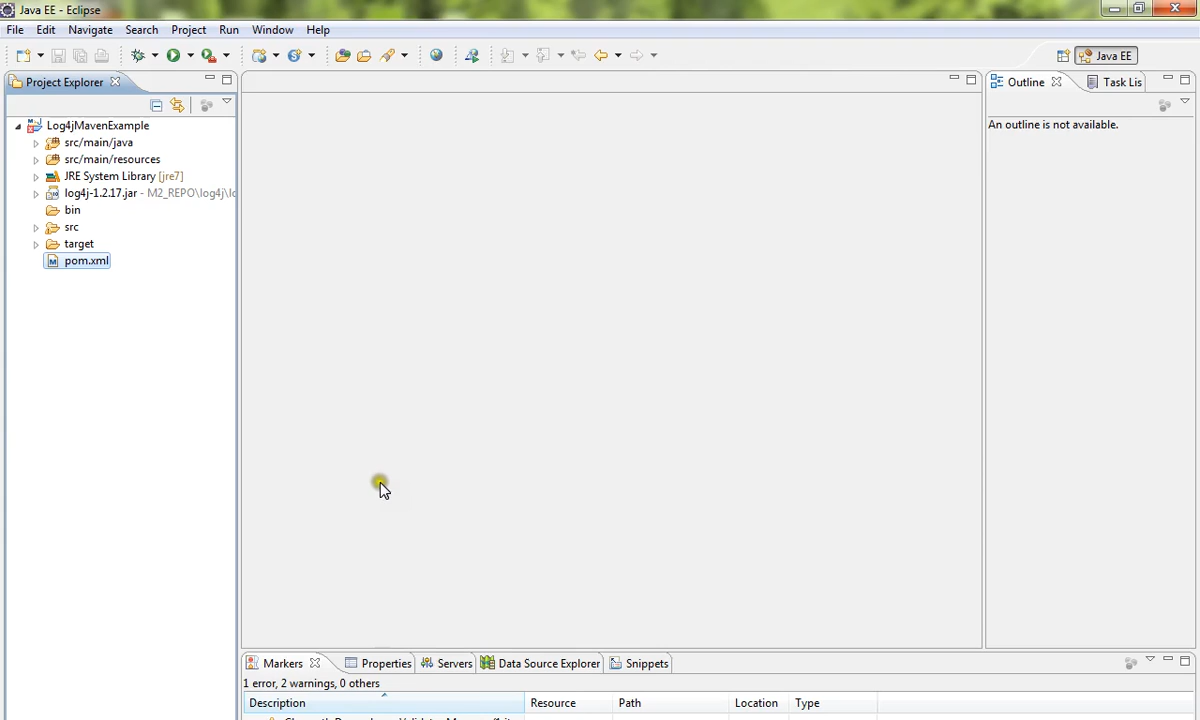 Java EE - Eclipse
File Edit Navigate Search Project Run Window Help
Java EE
Project Explorer
Outline Task Lis
An outline is not available.
Log4jMavenExample
src/main/java
src/main/resources
JRE System Library [jre7]
log4j-1.2.17.jar - M2_REPO\log4j\lo
bin
src
target
pom.xml
Markers Properties Servers Data Source Explorer Snippets
1 error, 2 warnings, 0 others
Description Resource Path Location Type